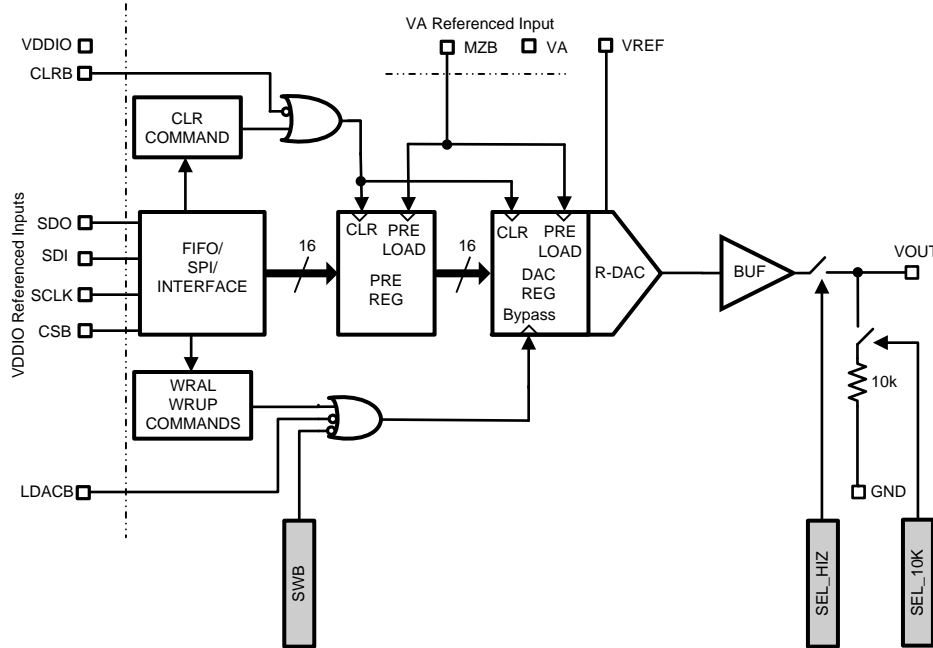 VA Referenced Input
VDDIO
MZB
VA
VREF
CLRB
CLR
COMMAND
VDDIO Referenced Inputs
SDO
SDI
SCLK
CSB
FIFO/
SPI/
INTERFACE
16
CLR
PRE
LOAD
PRE
REG
16
CLR
PRE
LOAD
DAC
REG
Bypass
R-DAC
BUF
VOUT
10k
GND
WRAL
WRUP
COMMANDS
LDACB
SWB
SEL_HIZ
SEL_10K